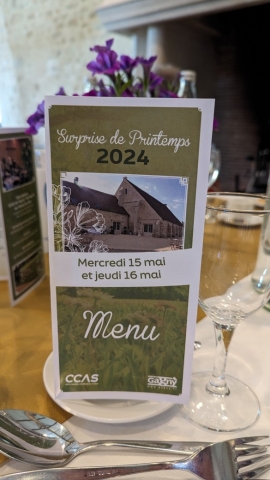 Surprise de Printemps
2024
Mercredi 15 mai
et jeudi 16 mai
Menu
CCAS
Gagny